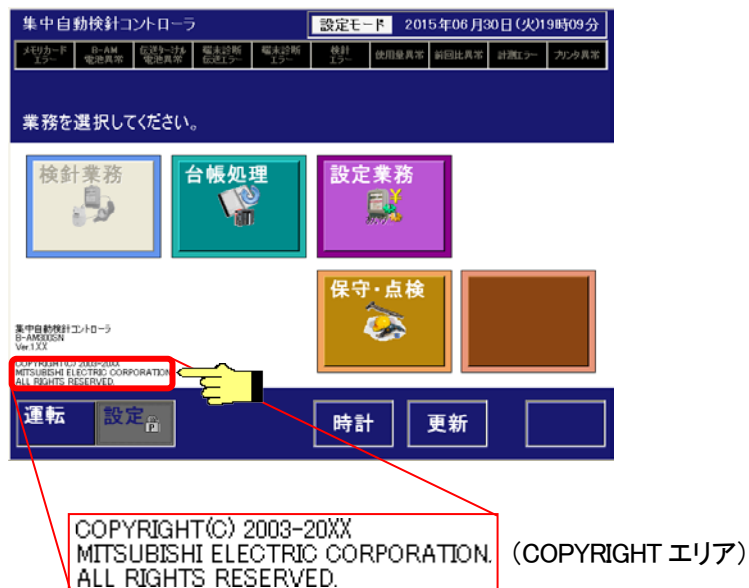 集中自動検針コントローラ
設定モード 2015年06月30日(火)19時09分
メモリカードエラー B-AM電池異常 伝送ターミナル電池異常 端末診断伝送エラー 端末診断エラー 検針エラー 使用量異常 前回比異常 計測エラー プリンタ異常
業務を選択してください。
検針業務 台帳処理 設定業務
保守・点検
集中自動検針コントローラ
B-AM300SN
Ver.1.XX
COPYRIGHT(C) 2003-20XX
MITSUBISHI ELECTRIC CORPORATION.
ALL RIGHTS RESERVED.
運転 設定 時計 更新
COPYRIGHT(C) 2003-20XX
MITSUBISHI ELECTRIC CORPORATION.
ALL RIGHTS RESERVED.
(COPYRIGHT エリア)